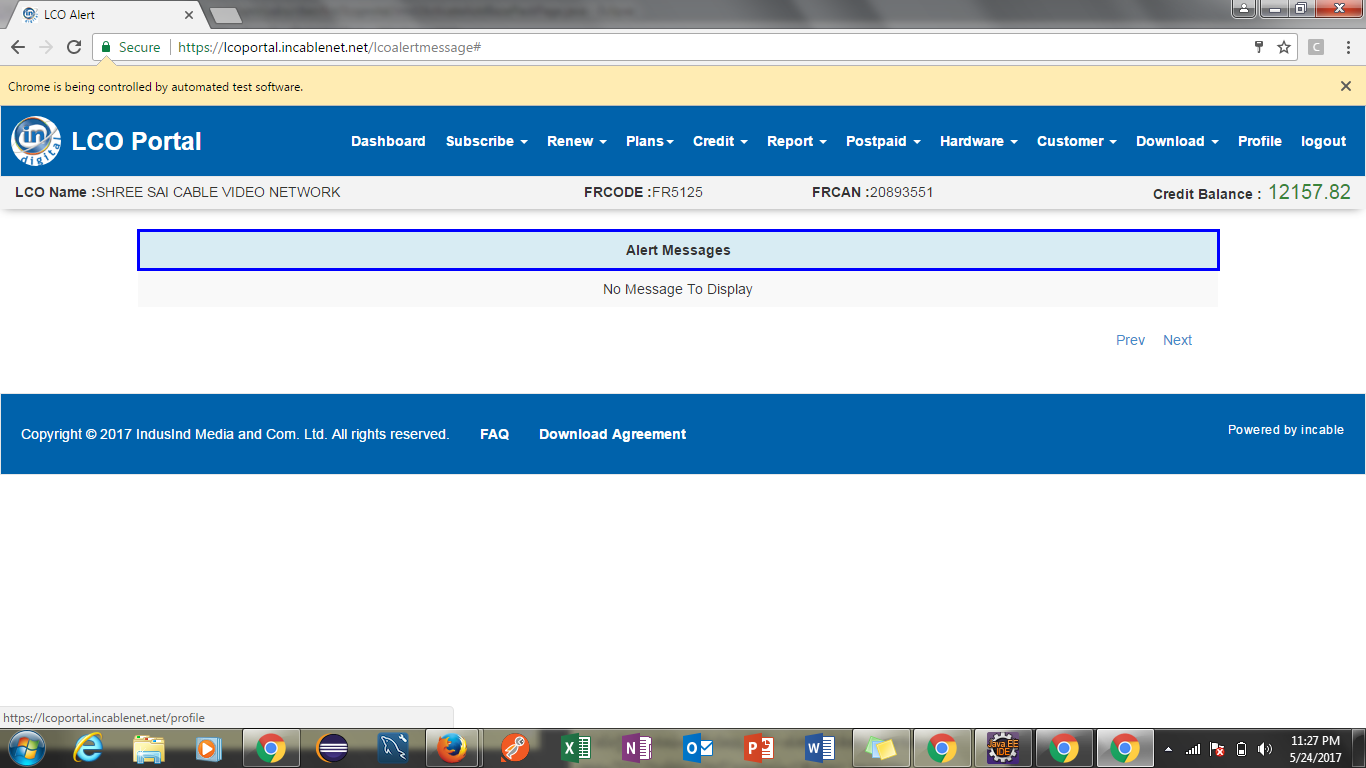 LCO Alert
Secure https://lcoportal.incablenet.net/lcoalertmessage#
C
Chrome is being controlled by automated test software.
in digital LCO Portal Dashboard Subscribe Renew Plans Credit Report Postpaid Hardware Customer Download Profile logout
LCO Name :SHREE SAI CABLE VIDEO NETWORK FRCODE :FR5125 FRCAN :20893551 Credit Balance : 12157.82
Alert Messages
No Message To Display
Prev Next
Copyright © 2017 IndusInd Media and Com. Ltd. All rights reserved. FAQ Download Agreement Powered by incable
https://lcoportal.incablenet.net/profile
Java EE IDE
11:27 PM
5/24/2017